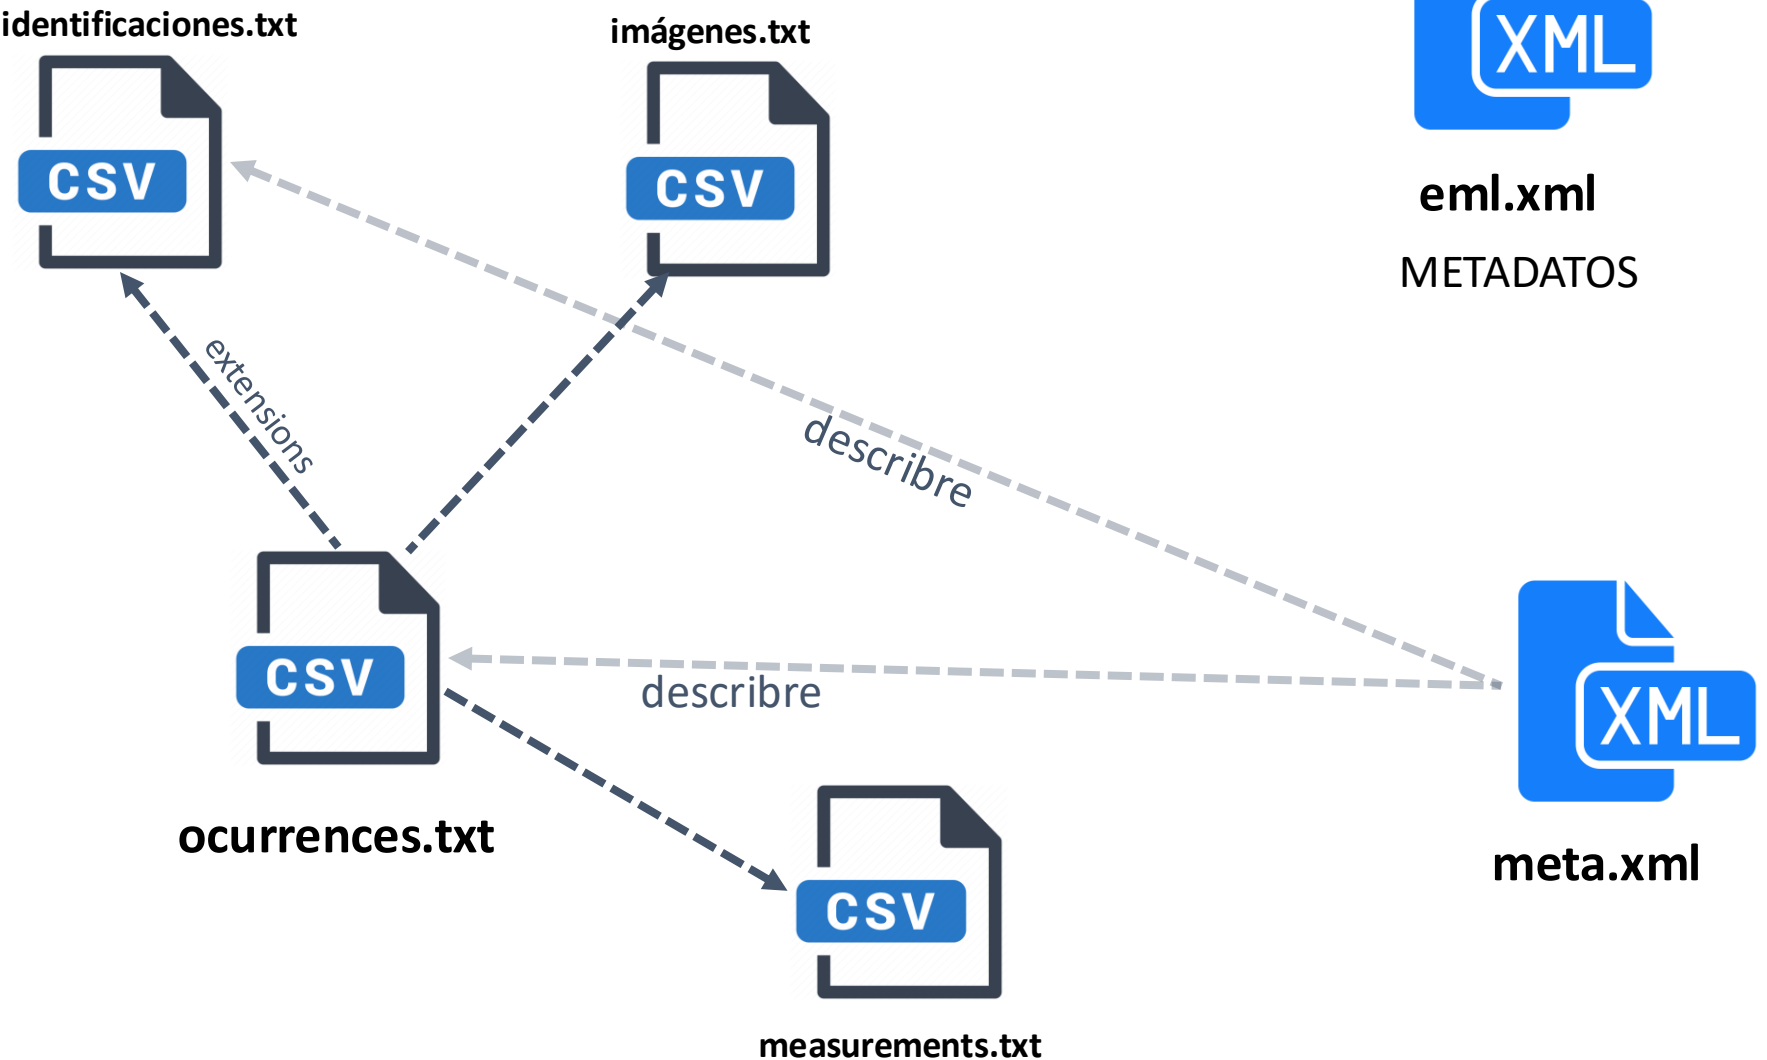 identificaciones.txt
imágenes.txt
XML
CSV
CSV
eml.xml
METADATOS
extensions
describre
CSV
describre
XML
ocurrences.txt
meta.xml
CSV
measurements.txt